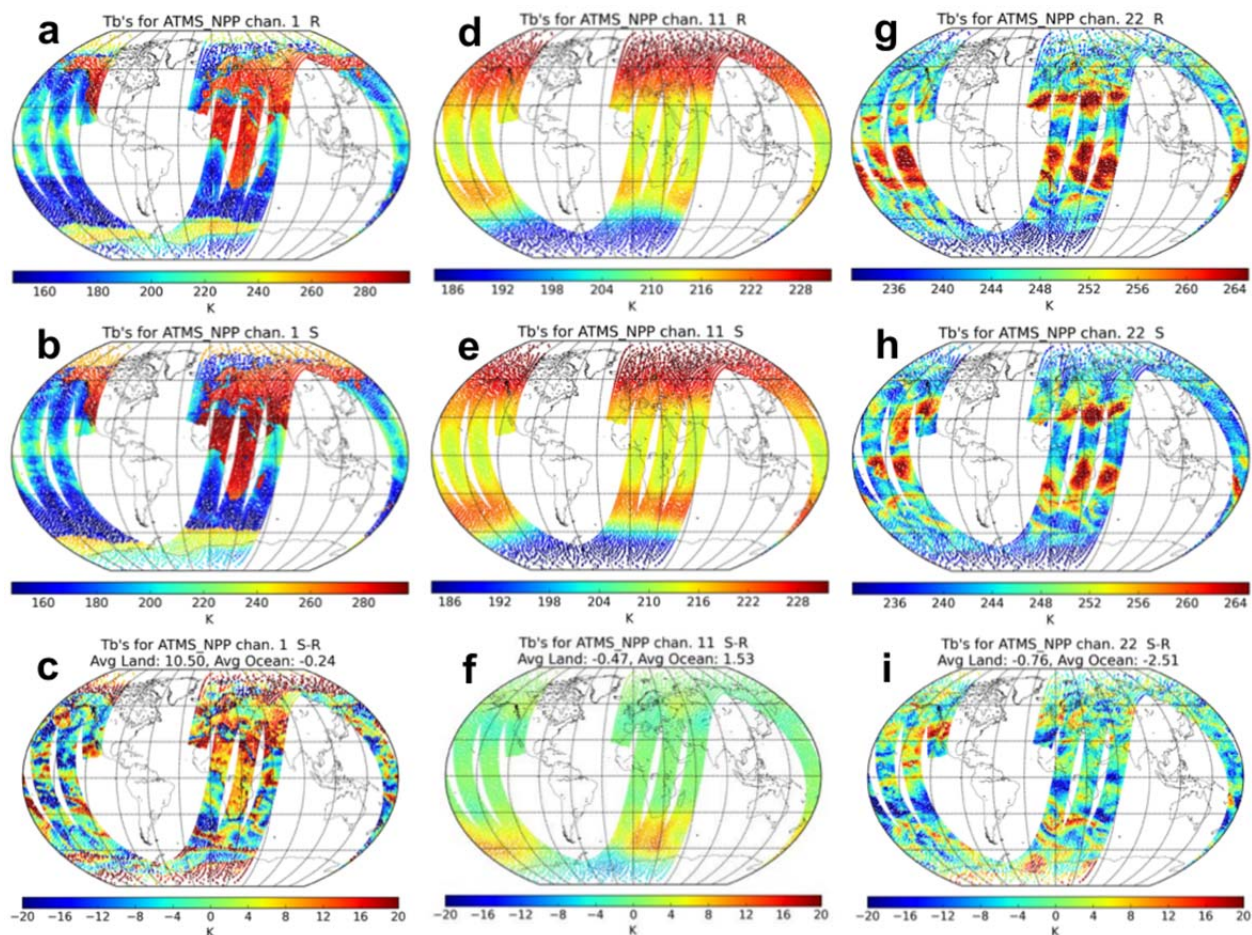 a
Tb's for ATMS_NPP chan. 1 R
160 180 200 220 240 260 280
K
d
Tb's for ATMS_NPP chan. 11 R
186 192 198 204 210 216 222 228
K
g
Tb's for ATMS_NPP chan. 22 R
236 240 244 248 252 256 260 264
K
b
Tb's for ATMS_NPP chan. 1 S
160 180 200 220 240 260 280
K
e
Tb's for ATMS_NPP chan. 11 S
186 192 198 204 210 216 222 228
K
h
Tb's for ATMS_NPP chan. 22 S
236 240 244 248 252 256 260 264
K
c
Tb's for ATMS_NPP chan. 1 S-R
Avg Land: 10.50, Avg Ocean: -0.24
−20 −16 −12 −8 −4 0 4 8 12 16 20
K
f
Tb's for ATMS_NPP chan. 11 S-R
Avg Land: -0.47, Avg Ocean: 1.53
−20 −16 −12 −8 −4 0 4 8 12 16 20
K
i
Tb's for ATMS_NPP chan. 22 S-R
Avg Land: -0.76, Avg Ocean: -2.51
−20 −16 −12 −8 −4 0 4 8 12 16 20
K